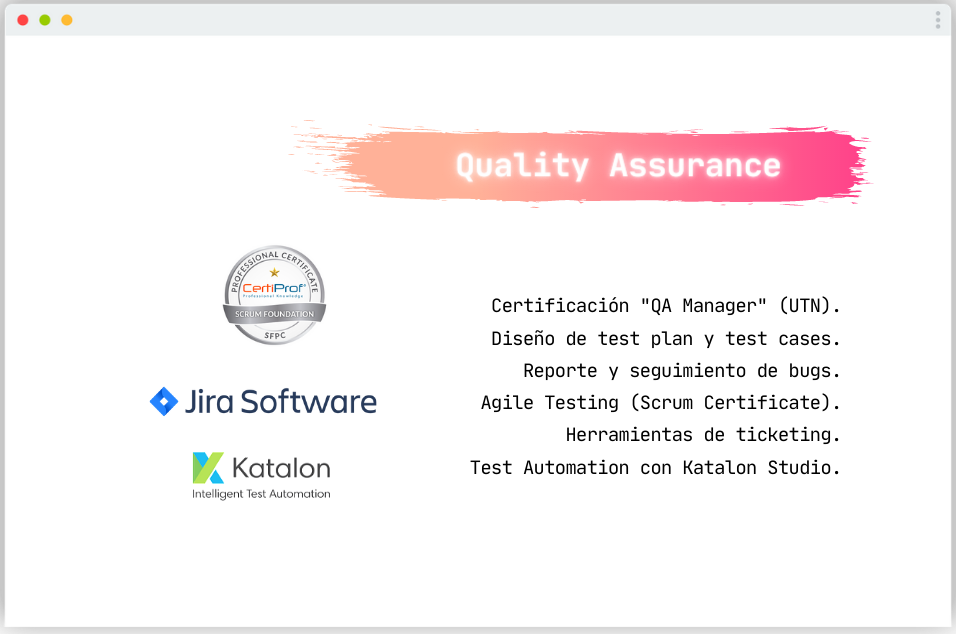 Quality Assurance
PROFESSIONAL CERTIFICATE
CertiProf®
Professional Knowledge
SCRUM FOUNDATION
SFPC
Jira Software
Katalon
Intelligent Test Automation
Certificación "QA Manager" (UTN).
Diseño de test plan y test cases.
Reporte y seguimiento de bugs.
Agile Testing (Scrum Certificate).
Herramientas de ticketing.
Test Automation con Katalon Studio.